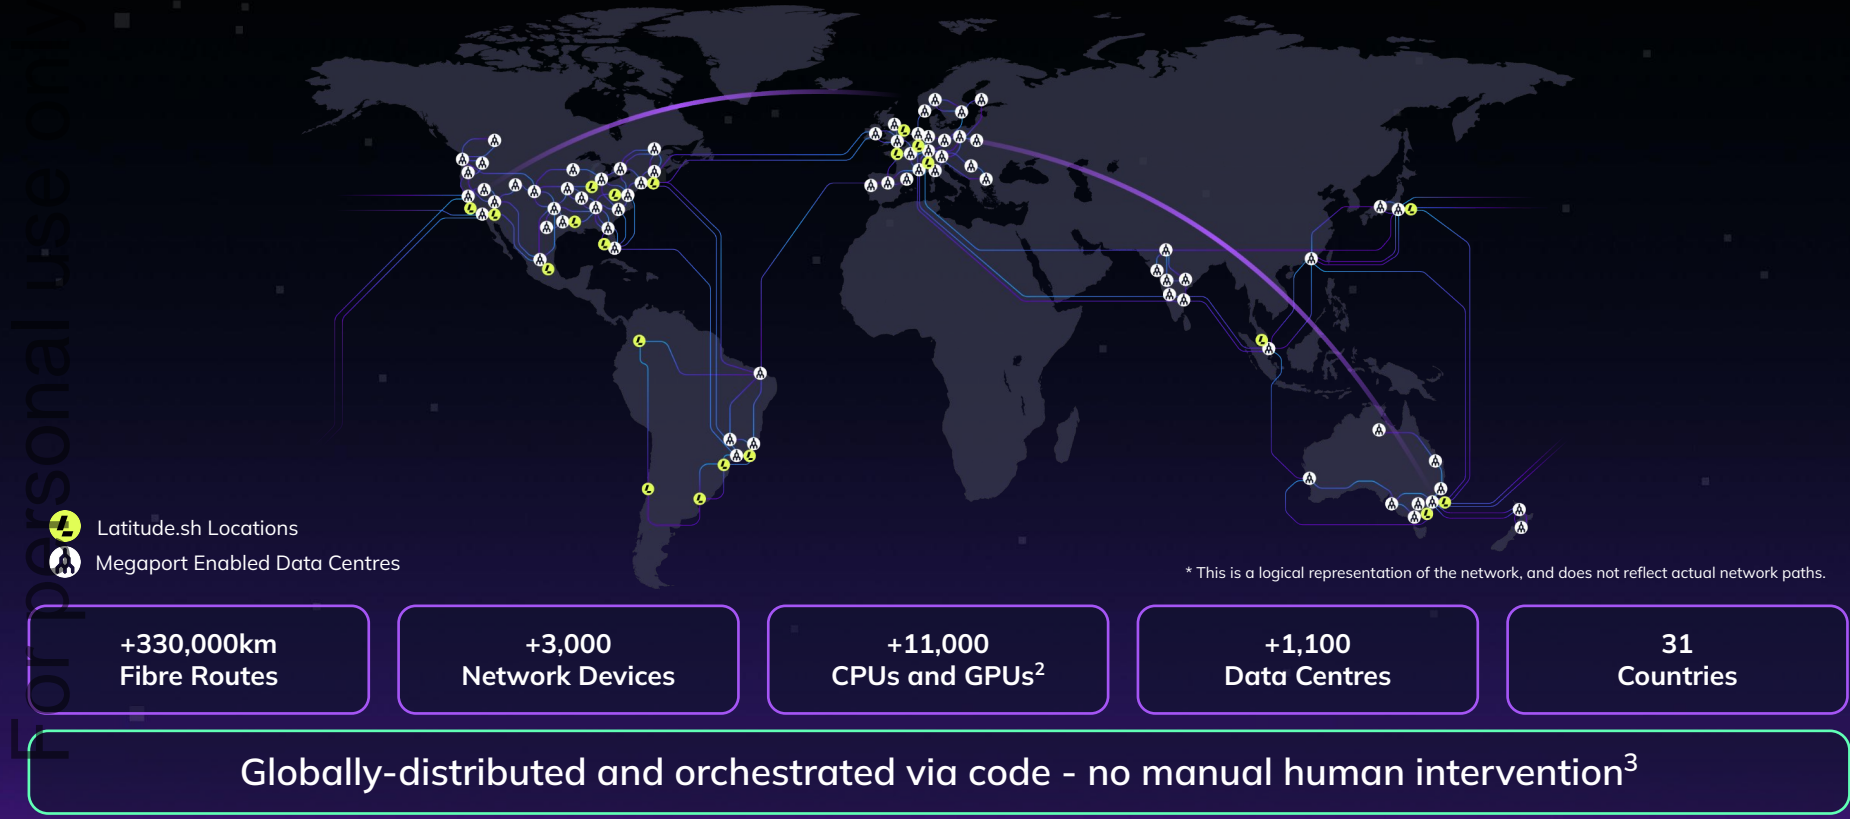 For personal use only
Latitude.sh Locations
Megaport Enabled Data Centres
* This is a logical representation of the network, and does not reflect actual network paths.
+330,000km
Fibre Routes
+3,000
Network Devices
+11,000
CPUs and GPUs²
+1,100
Data Centres
31
Countries
Globally-distributed and orchestrated via code - no manual human intervention³